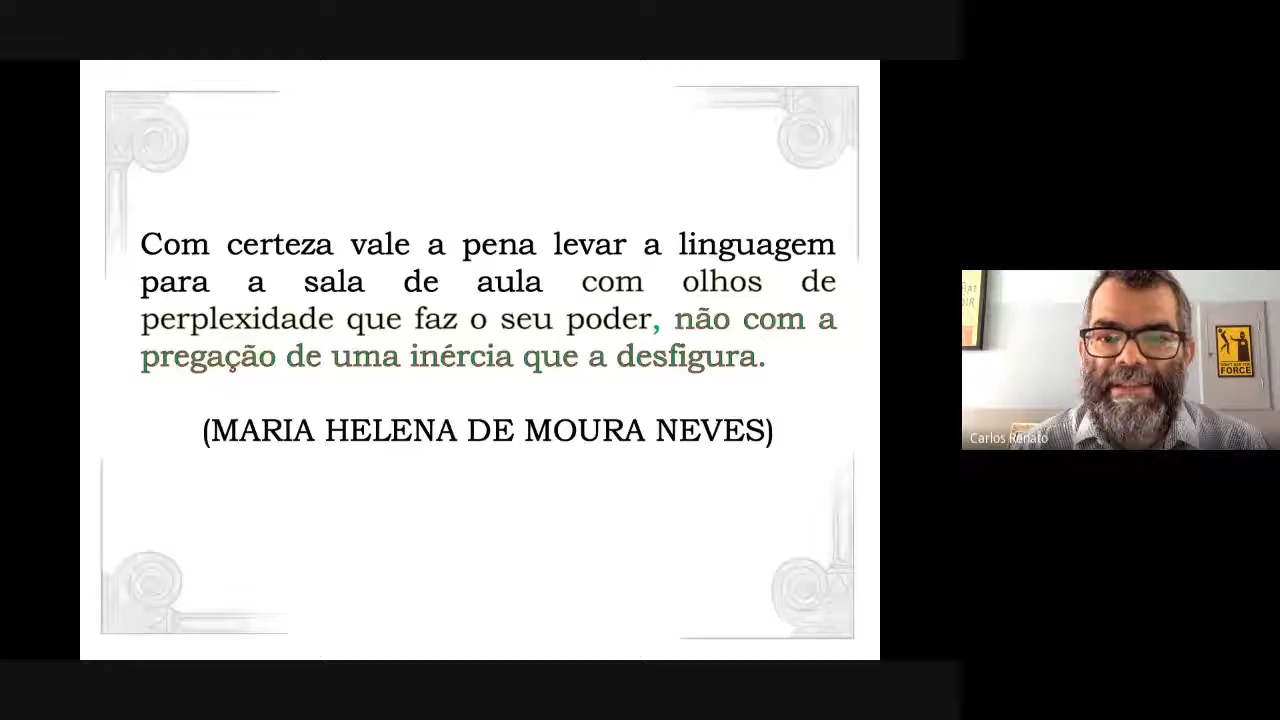 Com certeza vale a pena levar a linguagem
para a sala de aula com olhos de
perplexidade que faz o seu poder, não com a
pregação de uma inércia que a desfigura.
(MARIA HELENA DE MOURA NEVES)
Carlos Renato
FORCE